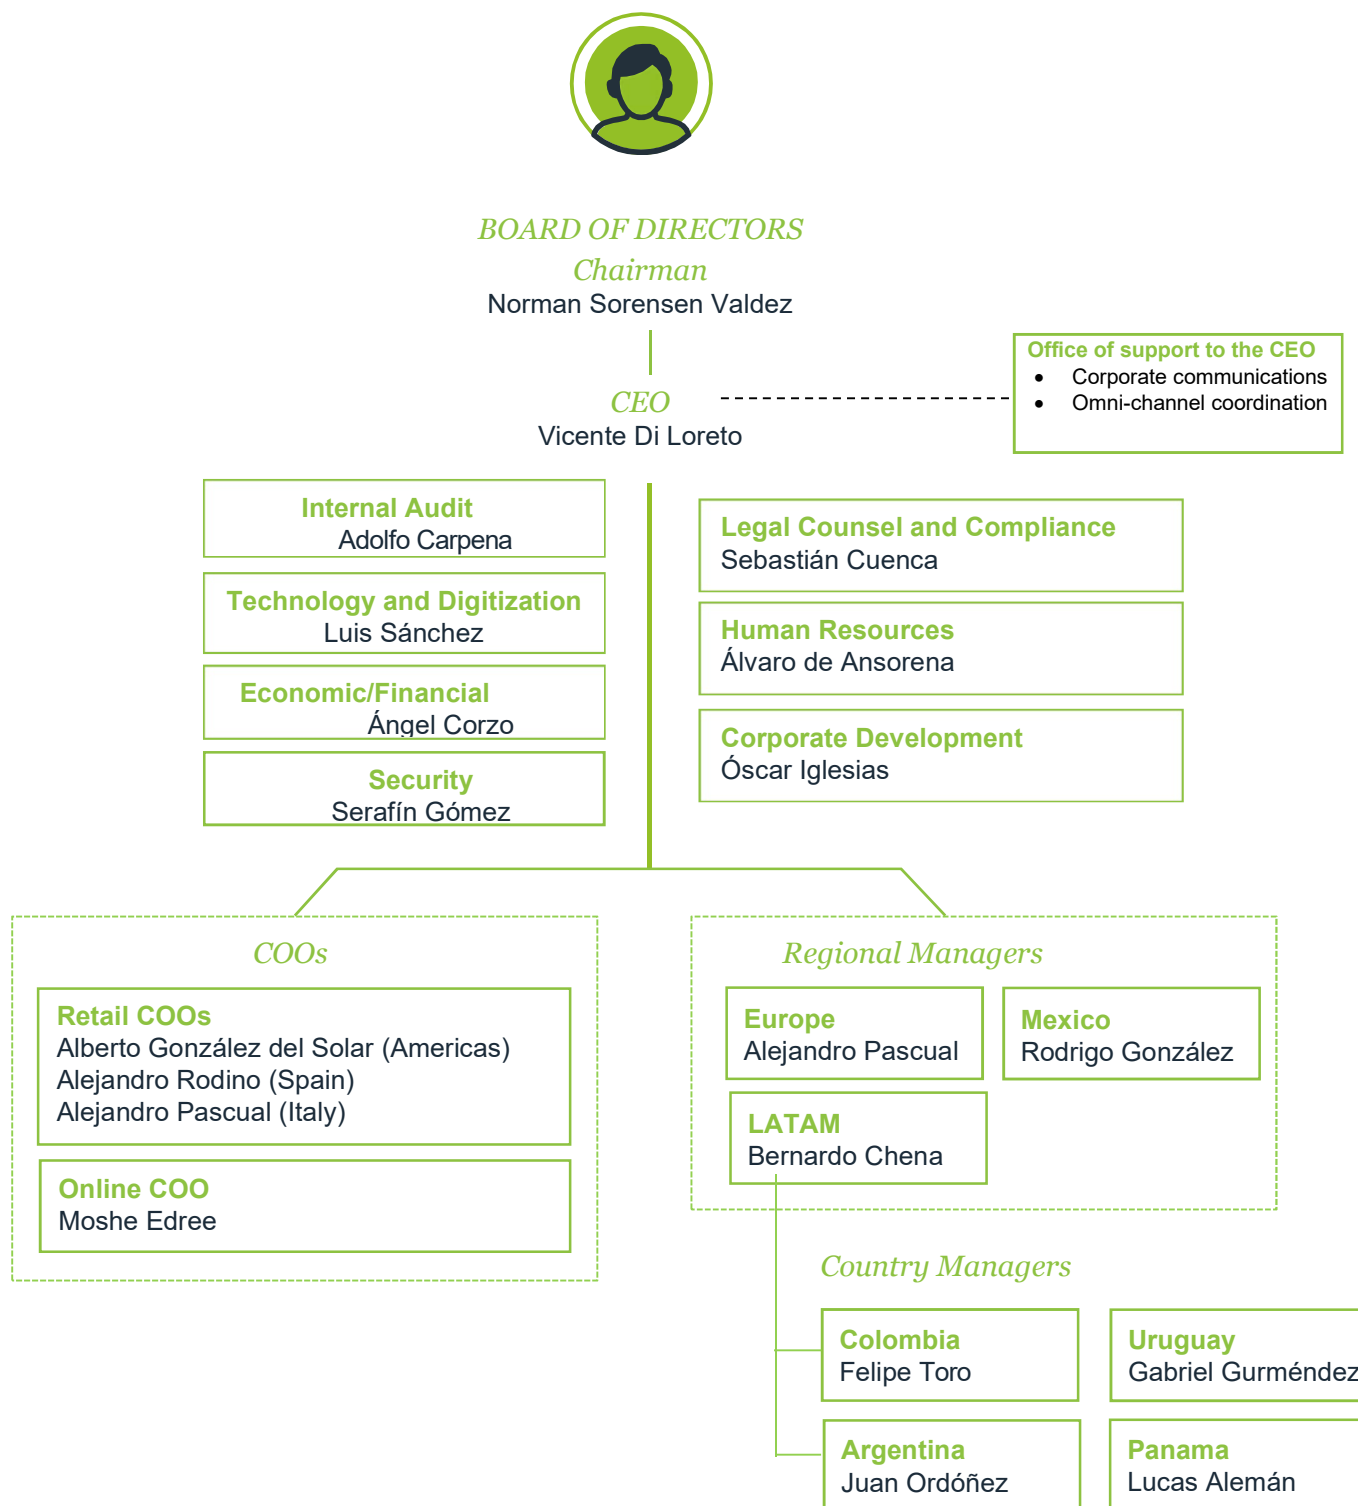 BOARD OF DIRECTORS
Chairman
Norman Sorensen Valdez
CEO
Vicente Di Loreto
Office of support to the CEO
• Corporate communications
• Omni-channel coordination
Internal Audit
Adolfo Carpena
Technology and Digitization
Luis Sánchez
Economic/Financial
Ángel Corzo
Security
Serafín Gómez
Legal Counsel and Compliance
Sebastián Cuenca
Human Resources
Álvaro de Ansorena
Corporate Development
Óscar Iglesias
COOs
Retail COOs
Alberto González del Solar (Americas)
Alejandro Rodino (Spain)
Alejandro Pascual (Italy)
Online COO
Moshe Edree
Regional Managers
Europe
Alejandro Pascual
Mexico
Rodrigo González
LATAM
Bernardo Chena
Country Managers
Colombia
Felipe Toro
Uruguay
Gabriel Gurméndez
Argentina
Juan Ordóñez
Panama
Lucas Alemán